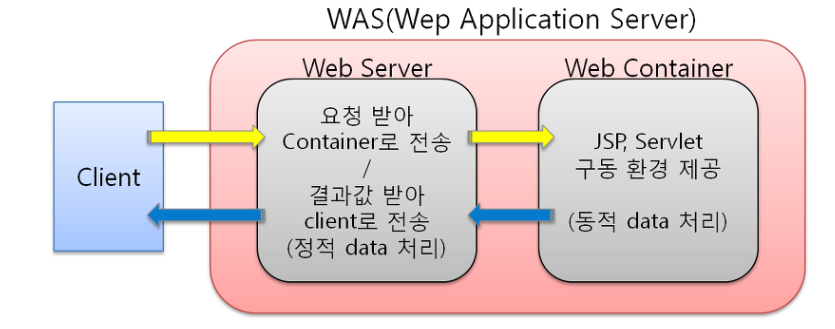 WAS(Wep Application Server)
Web Server
Web Container
Client
요청 받아
Container로 전송
/
결과값 받아
client로 전송
(정적 data 처리)
JSP, Servlet
구동 환경 제공
(동적 data 처리)